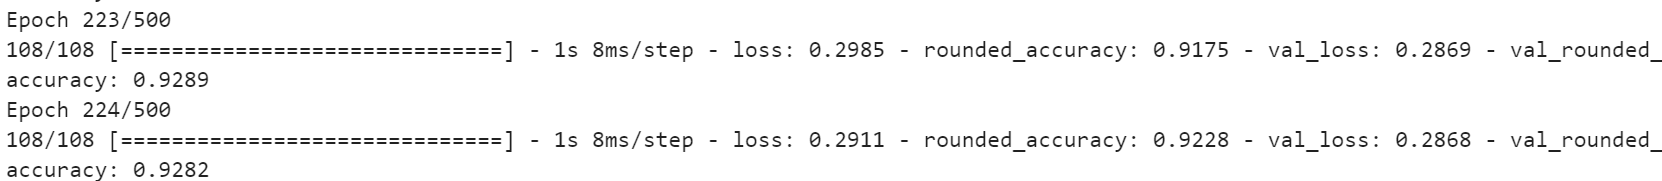 Epoch 223/500
108/108 [==============================] - 1s 8ms/step - loss: 0.2985 - rounded_accuracy: 0.9175 - val_loss: 0.2869 - val_rounded_
accuracy: 0.9289
Epoch 224/500
108/108 [==============================] - 1s 8ms/step - loss: 0.2911 - rounded_accuracy: 0.9228 - val_loss: 0.2868 - val_rounded_
accuracy: 0.9282